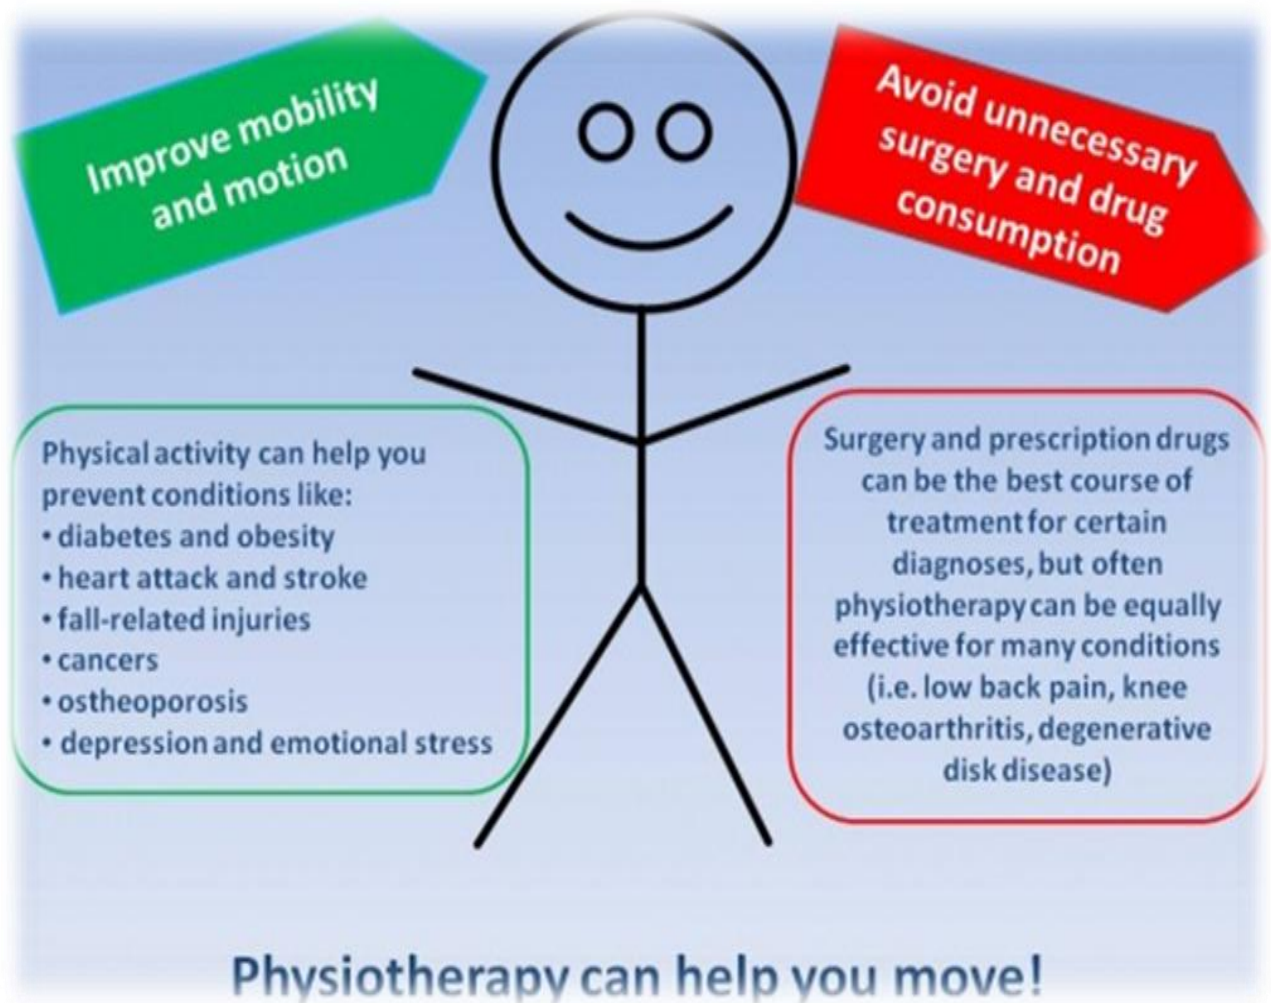 Improve mobility
and motion
Avoid unnecessary
surgery and drug
consumption
Physical activity can help you
prevent conditions like:
• diabetes and obesity
• heart attack and stroke
• fall-related injuries
• cancers
• ostheoporosis
• depression and emotional stress
Surgery and prescription drugs
can be the best course of
treatment for certain
diagnoses, but often
physiotherapy can be equally
effective for many conditions
(i.e. low back pain, knee
osteoarthritis, degenerative
disk disease)
Physiotherapy can help you move!